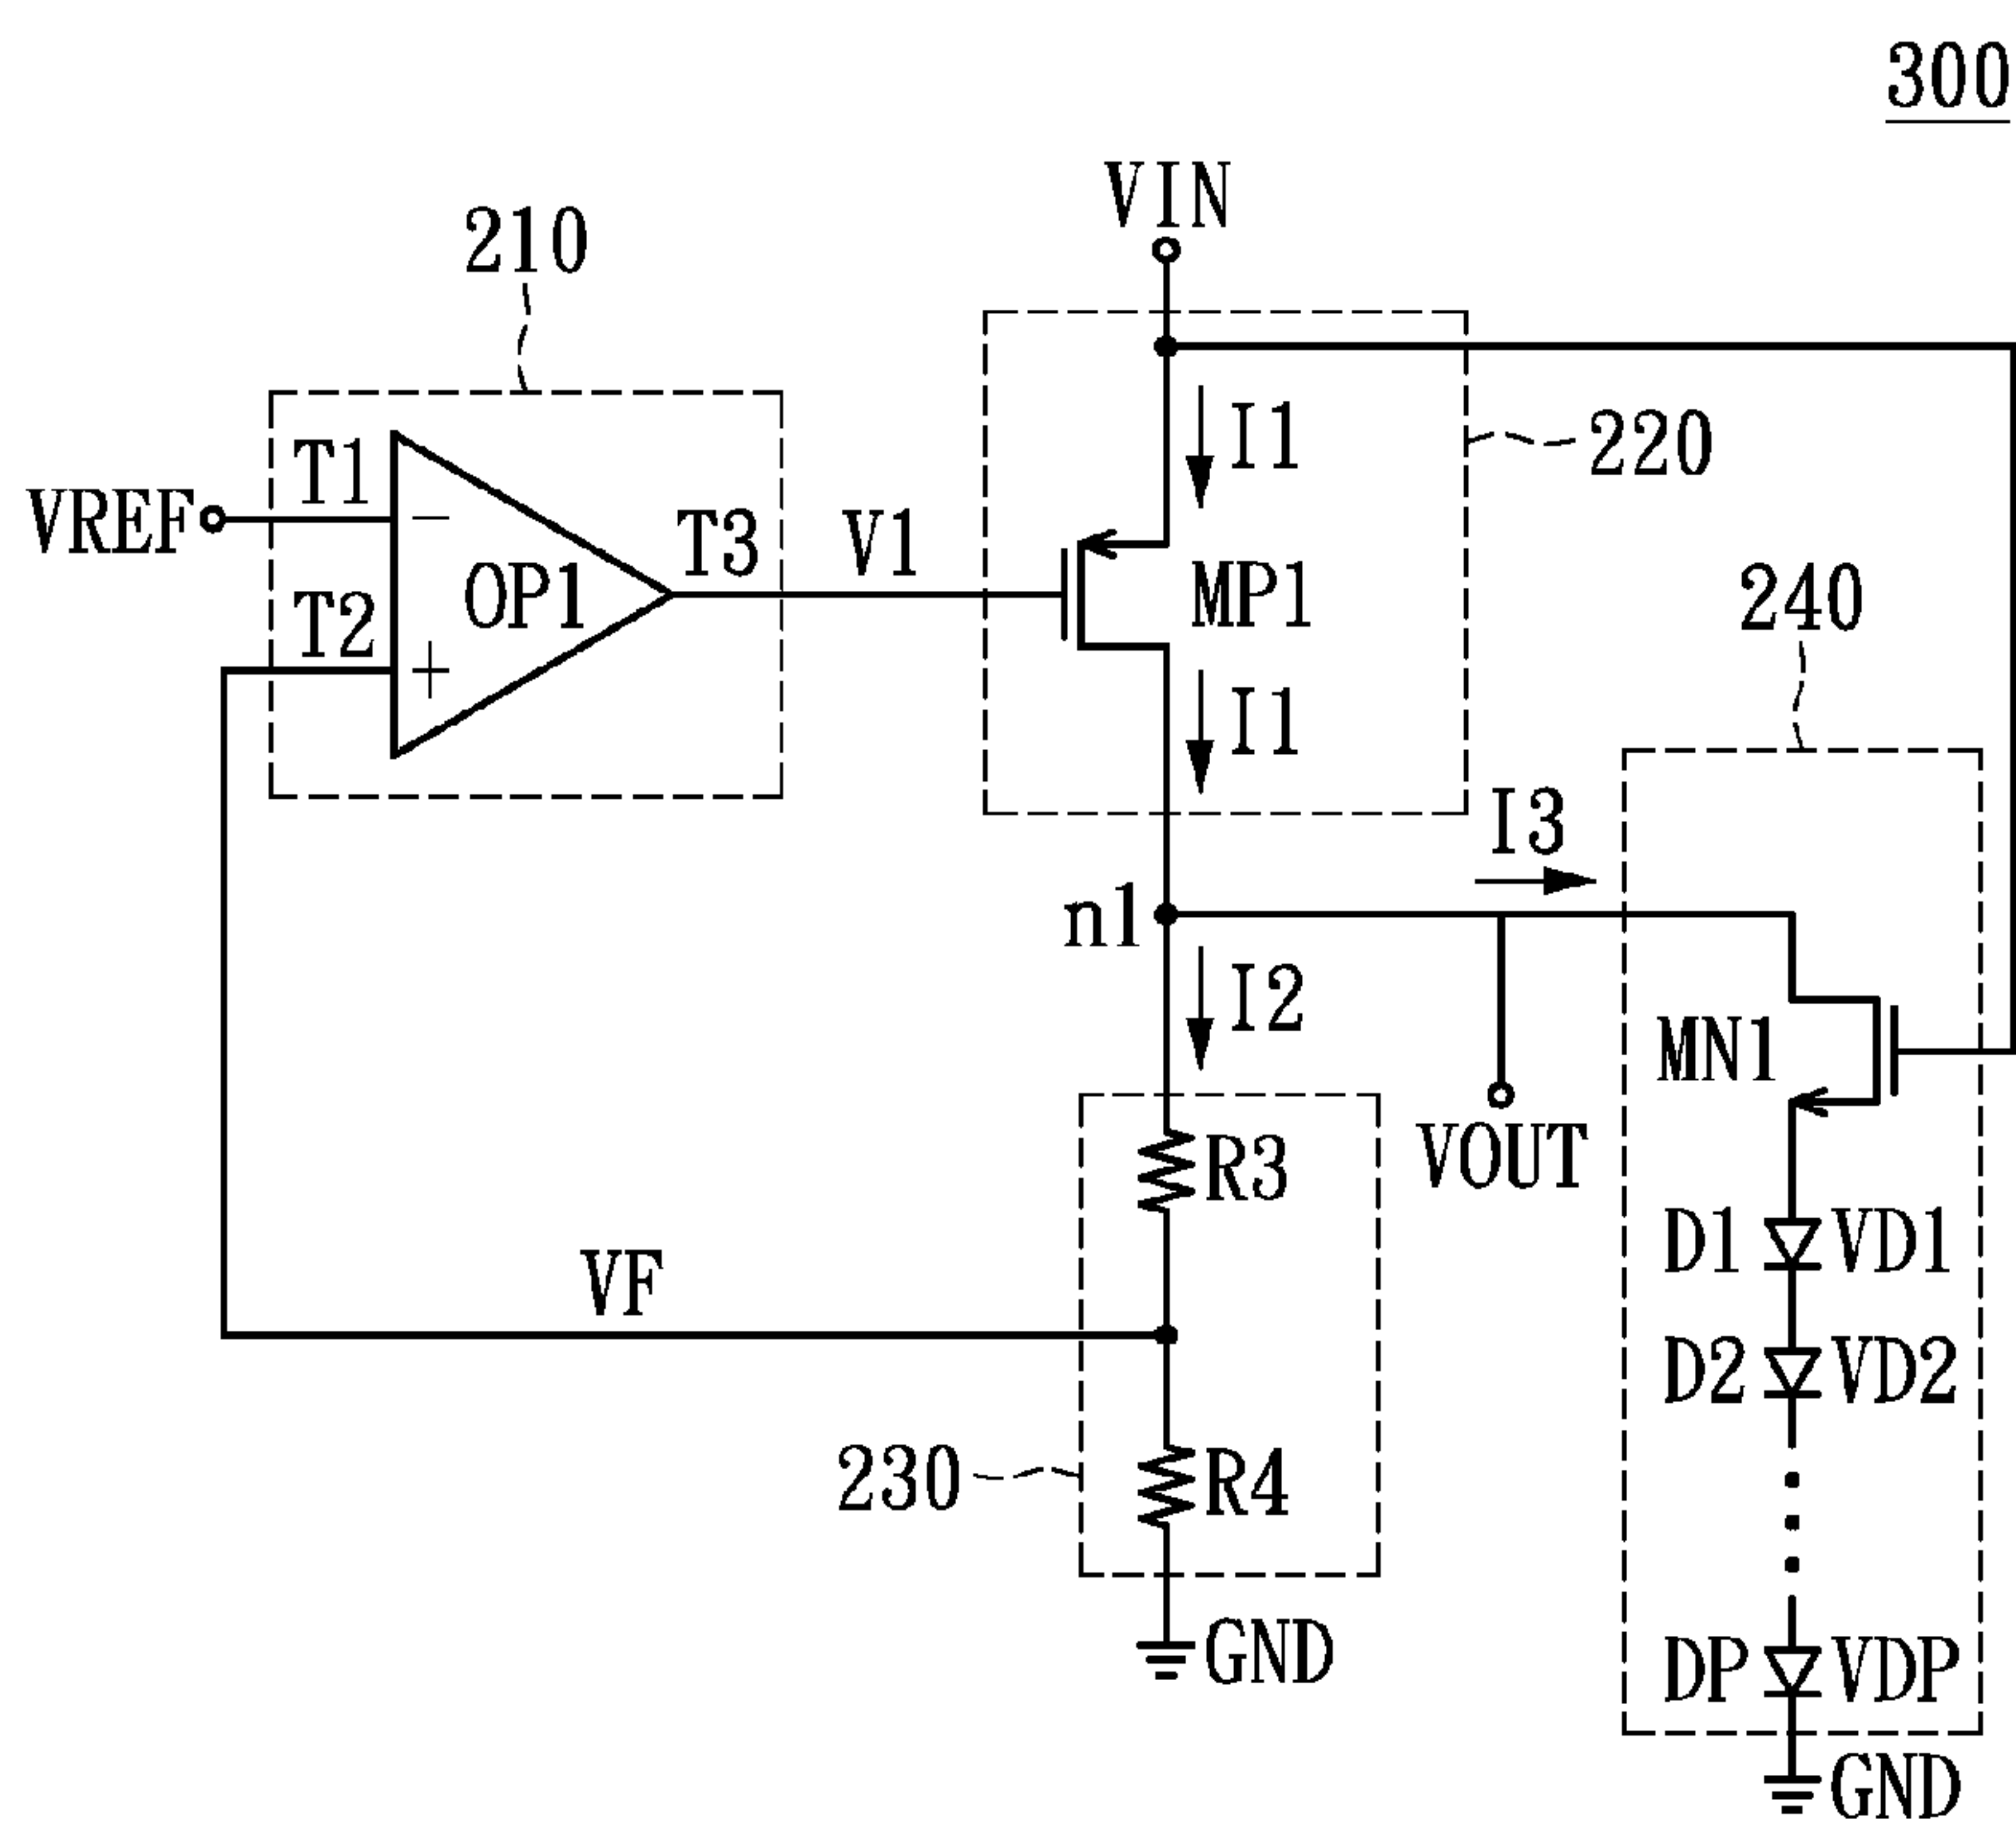 300
VIN
210
I1
220
T1
VREF
T3
V1
OP1
MP1
T2
240
I1
I3
n1
I2
MN1
R3
VOUT
D1
VD1
VF
D2
VD2
230
R4
GND
DP
VDP
GND